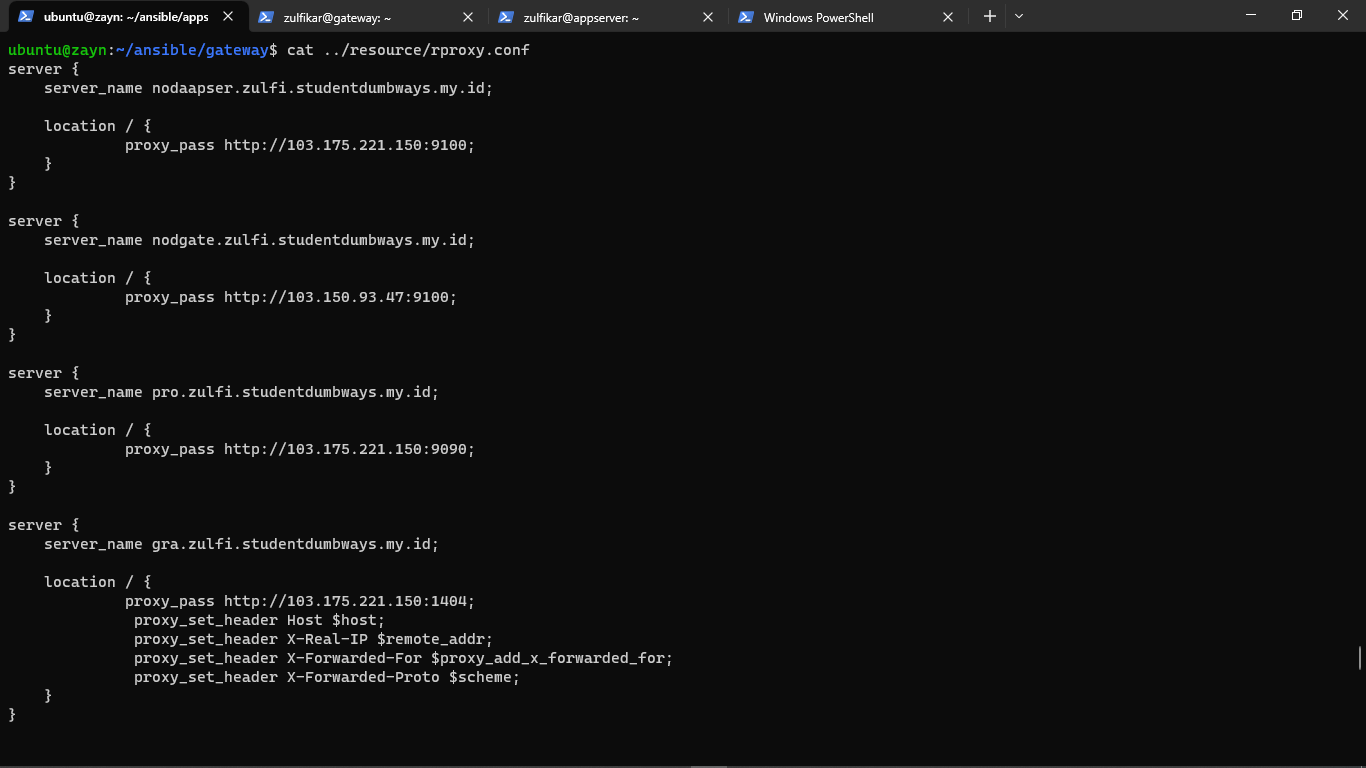 ubuntu@zayn: ~/ansible/apps
zulfikar@gateway: ~
zulfikar@appserver: ~
Windows PowerShell
ubuntu@zayn:~/ansible/gateway$ cat ../resource/rproxy.conf
server {
    server_name nodaapser.zulfi.studentdumbways.my.id;

    location / {
             proxy_pass http://103.175.221.150:9100;
    }
}

server {
    server_name nodgate.zulfi.studentdumbways.my.id;

    location / {
             proxy_pass http://103.150.93.47:9100;
    }
}

server {
    server_name pro.zulfi.studentdumbways.my.id;

    location / {
             proxy_pass http://103.175.221.150:9090;
    }
}

server {
    server_name gra.zulfi.studentdumbways.my.id;

    location / {
             proxy_pass http://103.175.221.150:1404;
              proxy_set_header Host $host;
              proxy_set_header X-Real-IP $remote_addr;
              proxy_set_header X-Forwarded-For $proxy_add_x_forwarded_for;
              proxy_set_header X-Forwarded-Proto $scheme;
    }
}